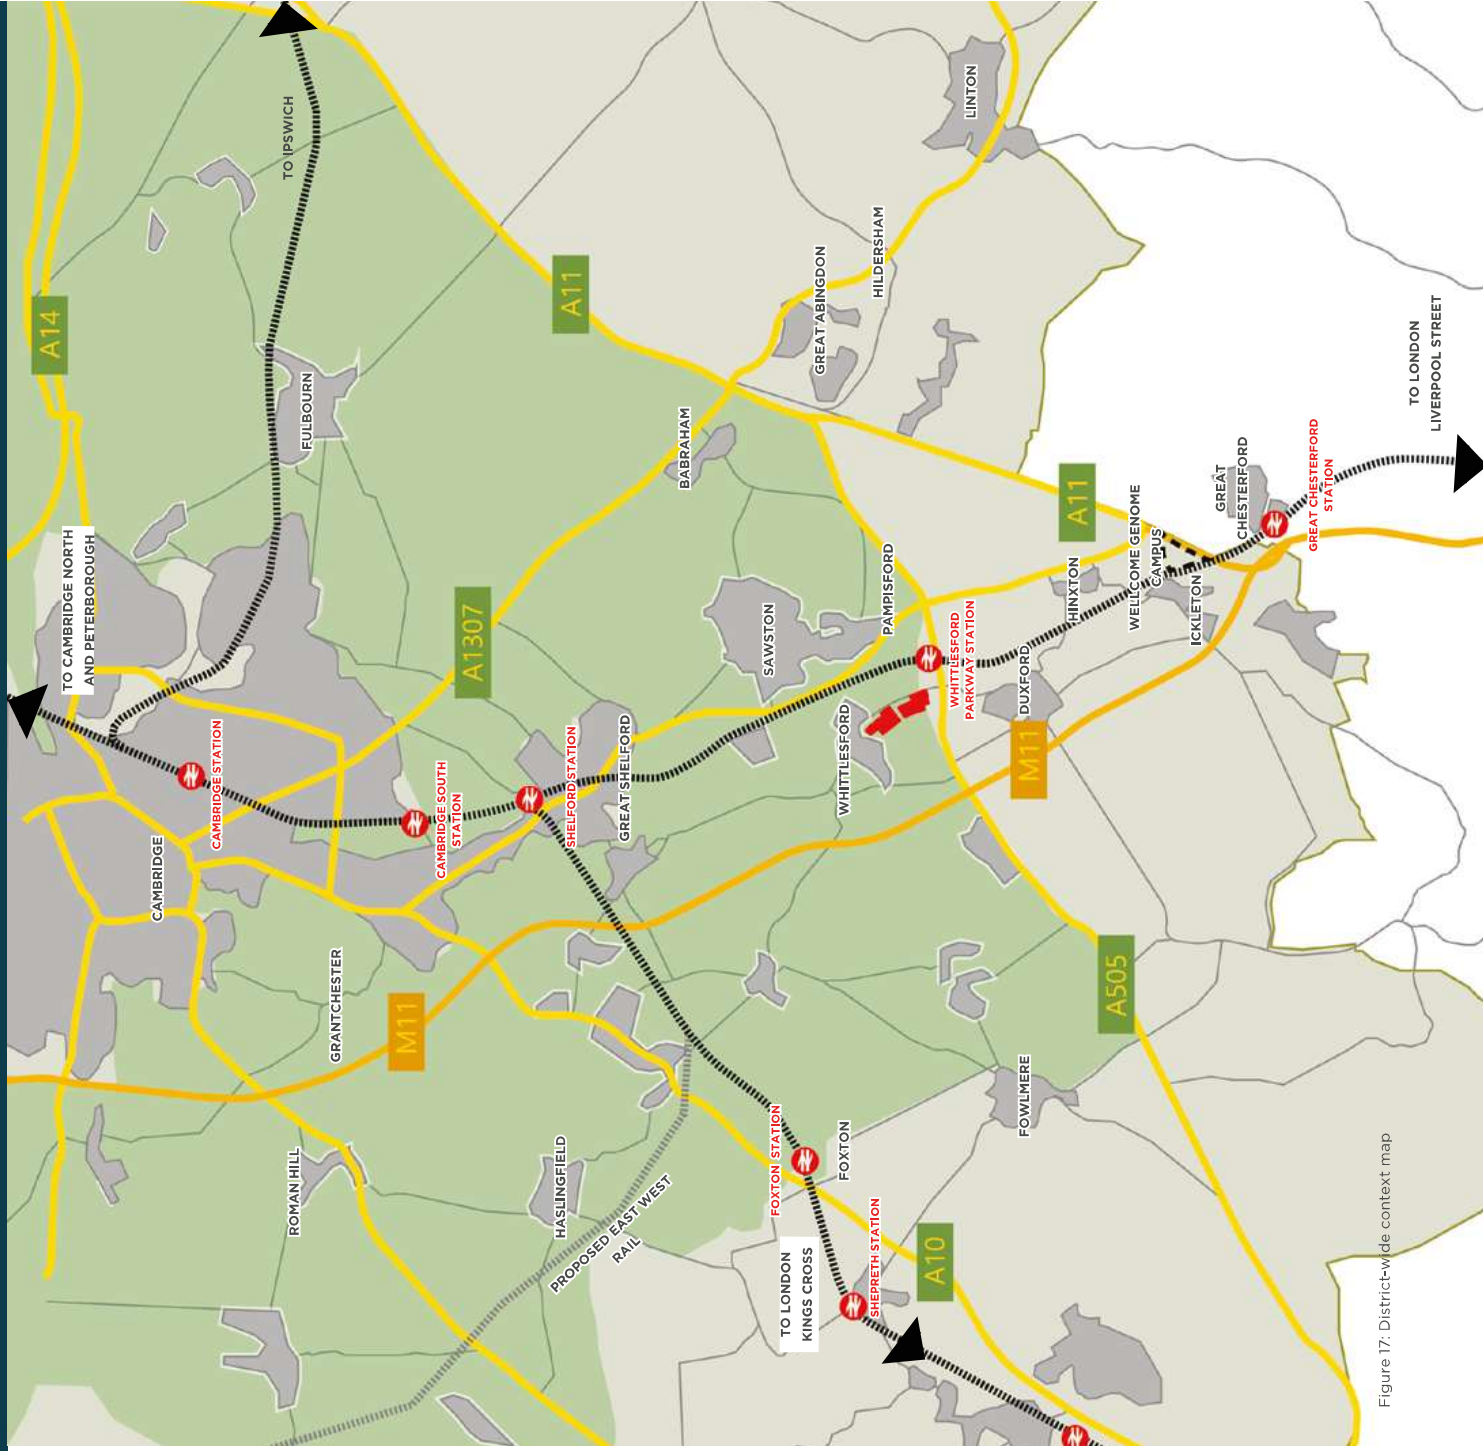 TO CAMBRIDGE NORTH
AND PETERBOROUGH
CAMBRIDGE STATION
CAMBRIDGE
CAMBRIDGE SOUTH
STATION
SHELFORD STATION
GREAT SHELFORD
GRANTCHESTER
M11
ROMAN HILL
HASLINGFIELD
PROPOSED EAST WEST
RAIL
FOXTON STATION
FOXTON
TO LONDON
KINGS CROSS
SHEPRETH STATION
A10
FOWLMERE
A505
A14
TO IPSWICH
FULBOURN
A11
A1307
BABRAHAM
SAWSTON
PAMPISFORD
WHITTLESFORD
WHITTLESFORD
PARKWAY STATION
DUXFORD
M11
HINXTON
WELLCOME GENOME
CAMPUS
ICKLETON
A11
GREAT
CHESTERFORD
GREAT CHESTERFORD
STATION
TO LONDON
LIVERPOOL STREET
GREAT ABINGDON
HILDERSHAM
LINTON
Figure 17: District-wide context map